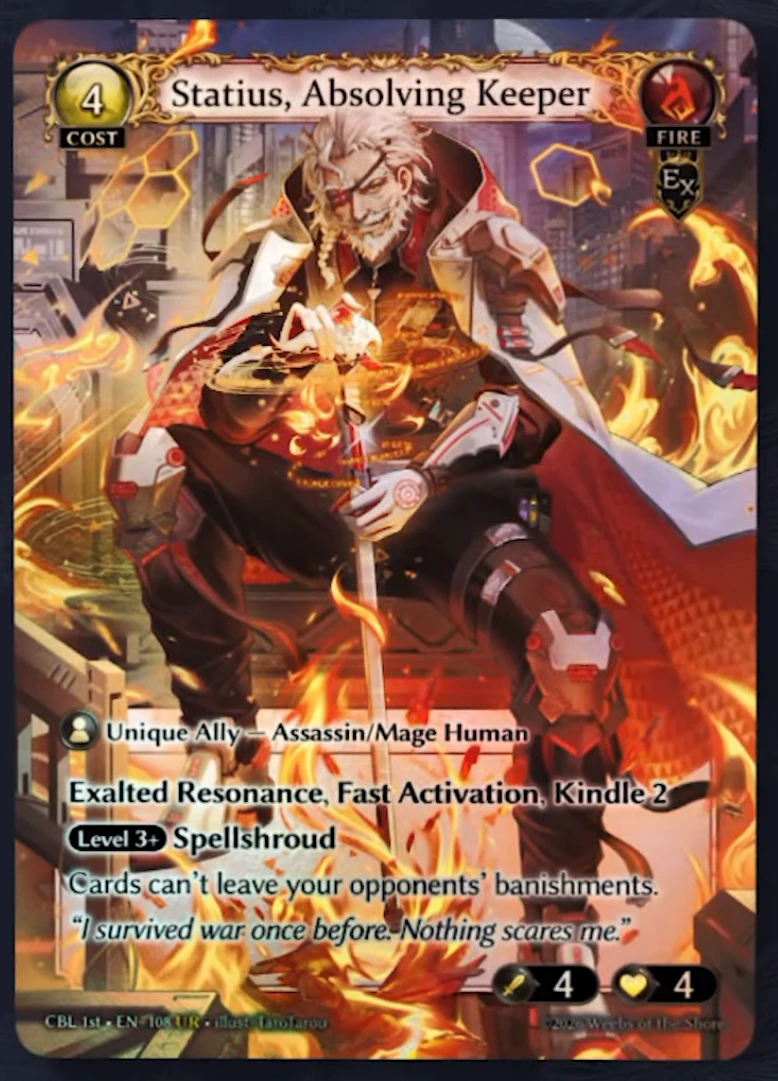 4
COST
Statius, Absolving Keeper
FIRE
Ex
Unique Ally — Assassin/Mage Human
Exalted Resonance, Fast Activation, Kindle 2
Level 3+ Spellshroud
Cards can't leave your opponents' banishments.
“I survived war once before. Nothing scares me.”
4 4
CBL 1st • EN-108 UR • illust. TaroTarou
©2026 Weebs of the Shore